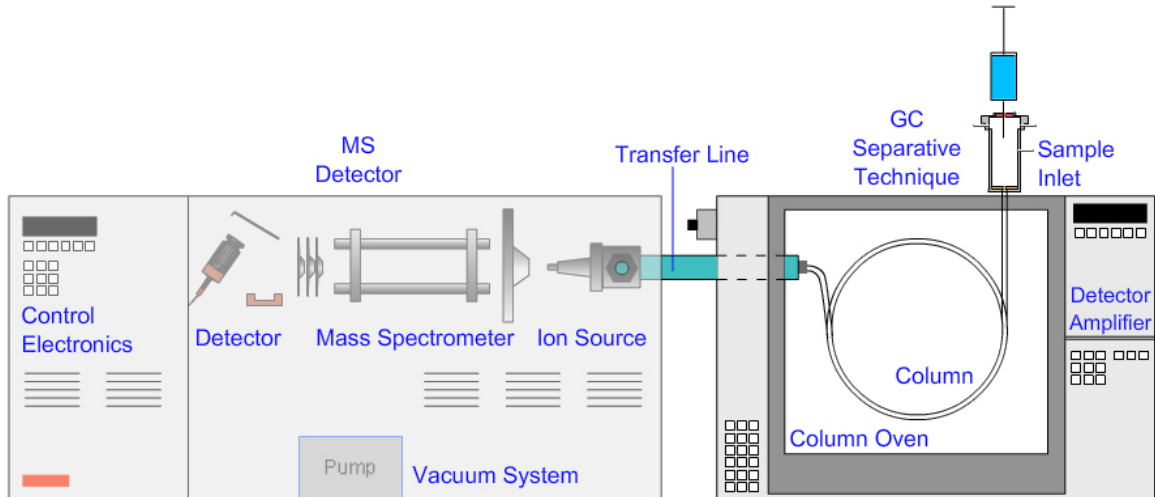 MS
Detector
Transfer Line
GC
Separative
Technique
Sample
Inlet
Control
Electronics
Detector
Mass Spectrometer
Ion Source
Detector
Amplifier
Column
Column Oven
Pump
Vacuum System